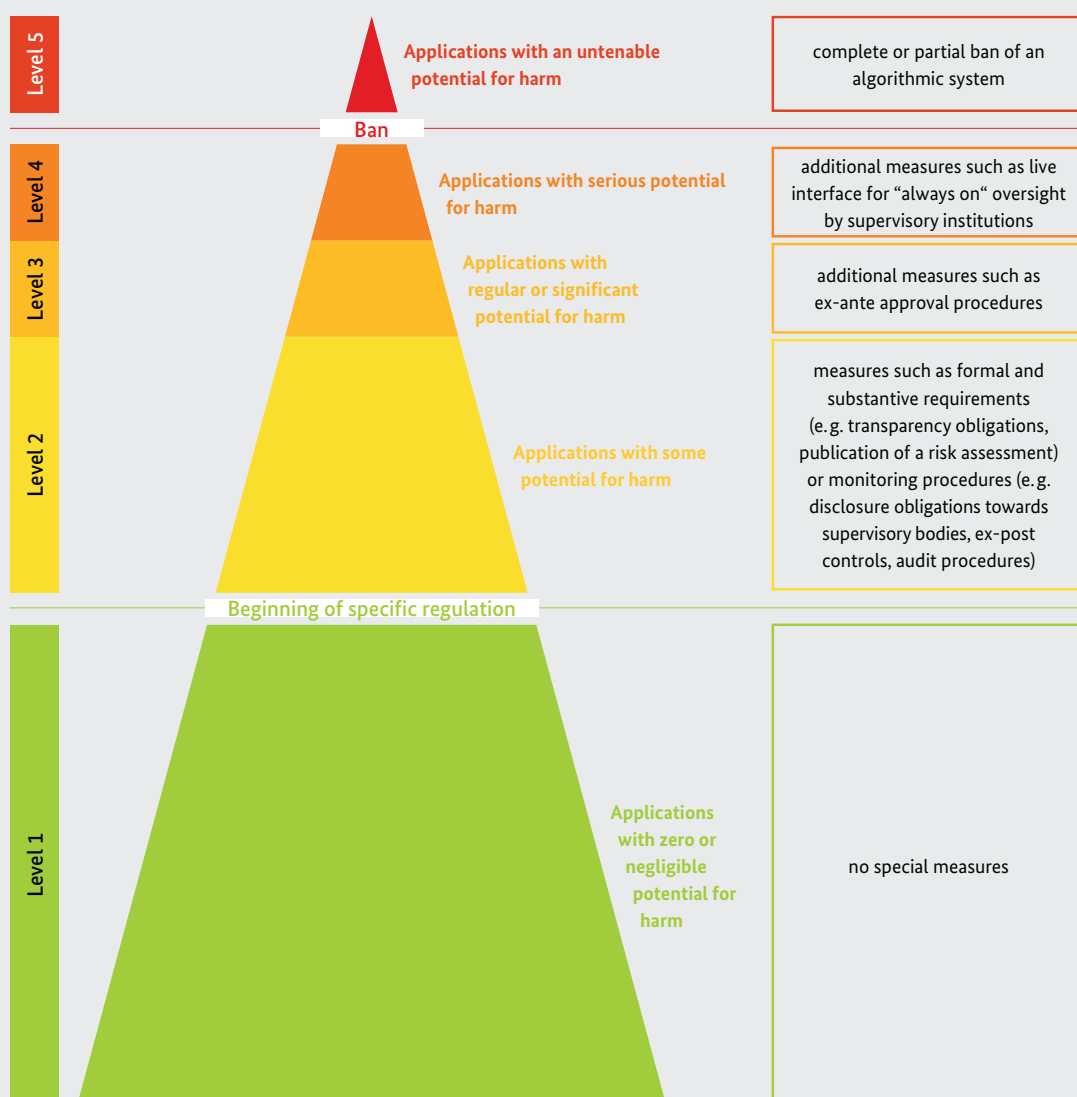 Level 5
Applications with an untenable
potential for harm
complete or partial ban of an
algorithmic system
Ban
Level 4
Applications with serious potential
for harm
additional measures such as live
interface for “always on“ oversight
by supervisory institutions
Level 3
Applications with
regular or significant
potential for harm
additional measures such as
ex-ante approval procedures
Level 2
Applications with some
potential for harm
measures such as formal and
substantive requirements
(e. g. transparency obligations,
publication of a risk assessment)
or monitoring procedures (e. g.
disclosure obligations towards
supervisory bodies, ex-post
controls, audit procedures)
Beginning of specific regulation
Level 1
Applications
with zero or
negligible
potential for
harm
no special measures